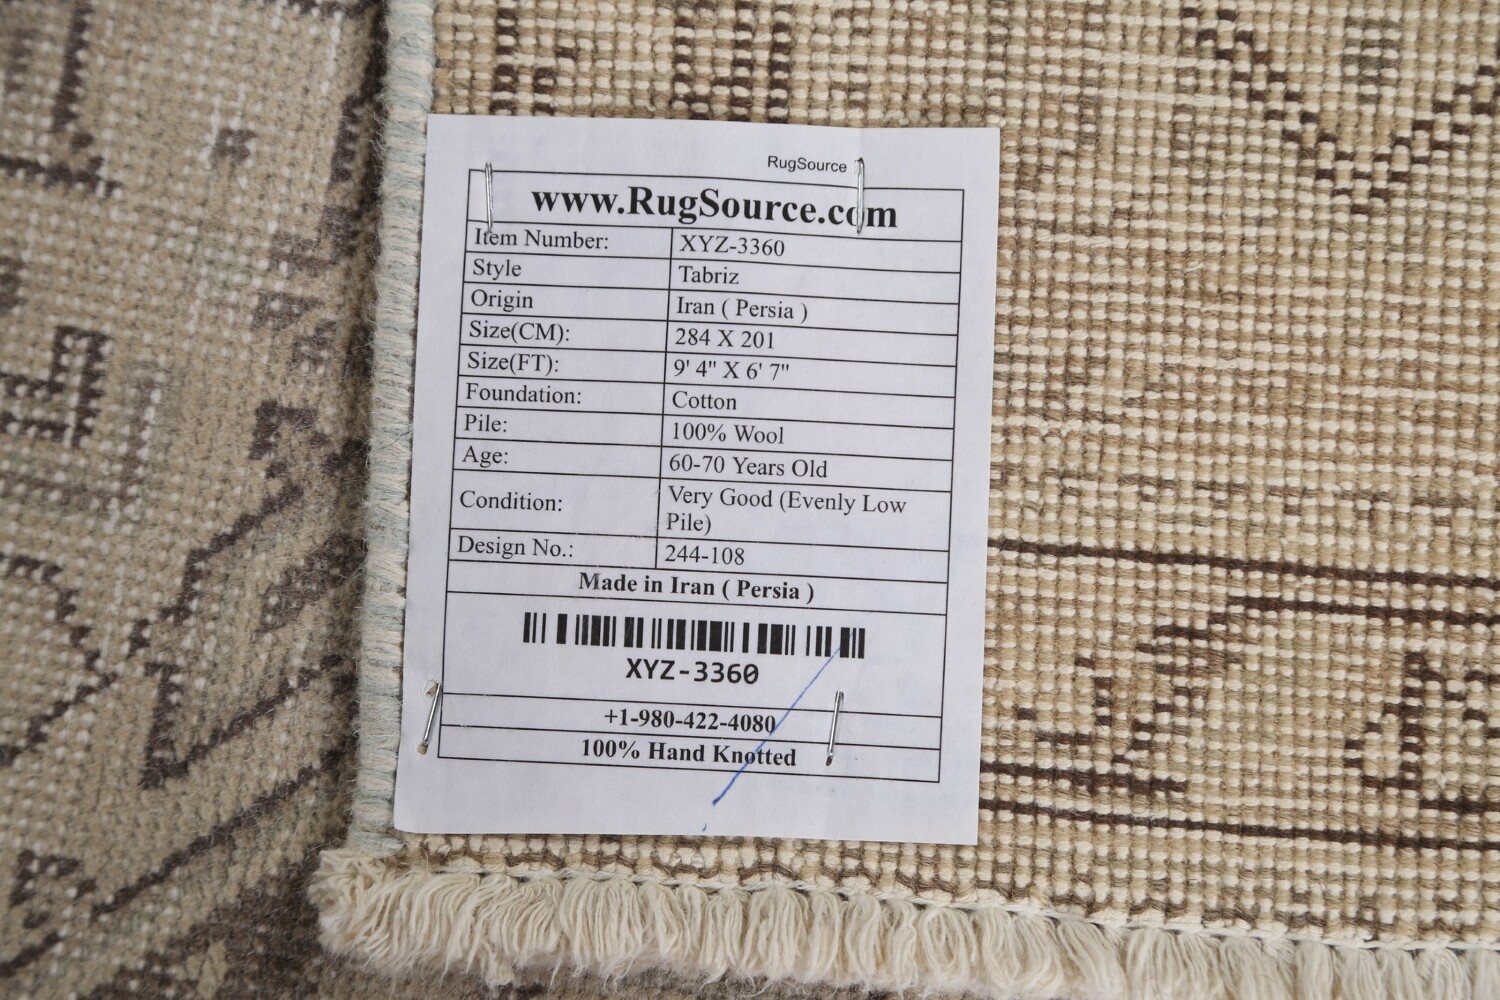 RugSource
www.RugSource.com
Item Number: XYZ-3360
Style Tabriz
Origin Iran ( Persia )
Size(CM): 284 X 201
Size(FT): 9' 4" X 6' 7"
Foundation: Cotton
Pile: 100% Wool
Age: 60-70 Years Old
Condition: Very Good (Evenly Low
Pile)
Design No.: 244-108
Made in Iran ( Persia )
XYZ-3360
+1-980-422-4080
100% Hand Knotted